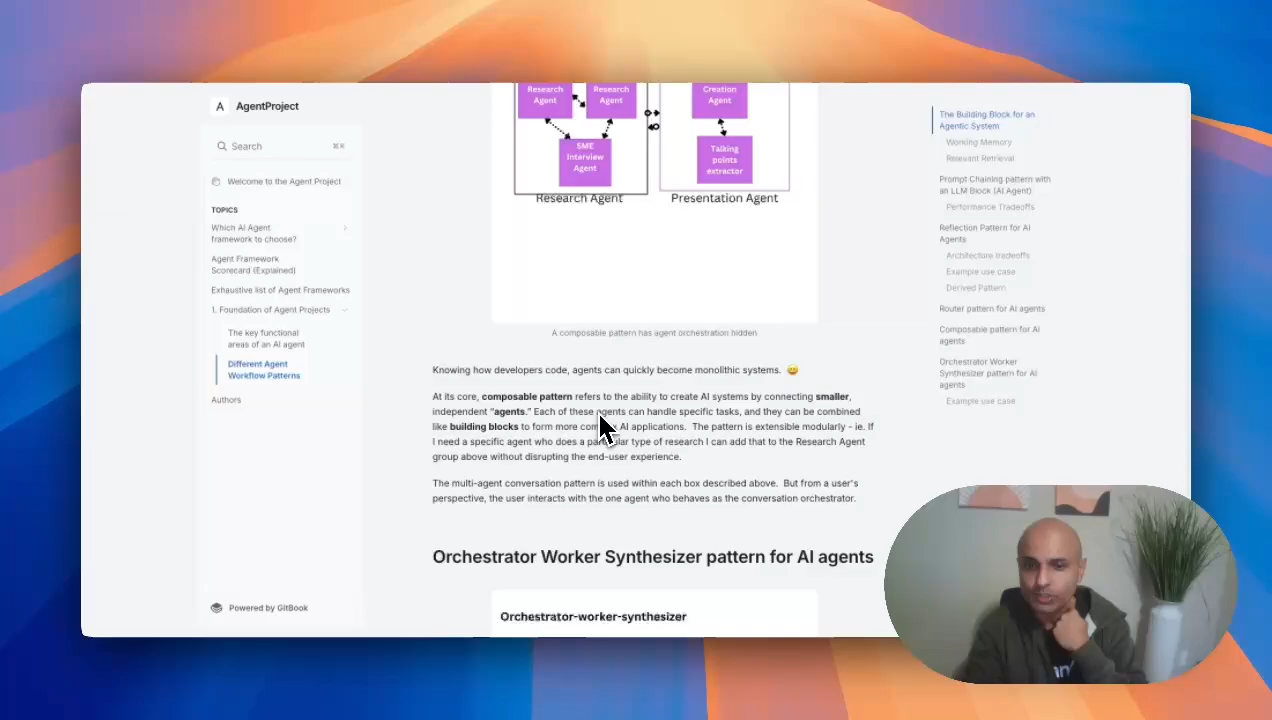 A AgentProject
Search ⌘K
Welcome to the Agent Project
TOPICS
Which AI Agent
framework to choose?
Agent Framework
Scorecard (Explained)
Exhaustive list of Agent Frameworks
1. Foundation of Agent Projects
The key functional
areas of an AI agent
Different Agent
Workflow Patterns
Authors
Powered by GitBook
Research
Agent
Research
Agent
SME
Interview
Agent
Research Agent
Creation
Agent
Talking
points
extractor
Presentation Agent
A composable pattern has agent orchestration hidden.
Knowing how developers code, agents can quickly become monolithic systems. 😅
At its core, composable pattern refers to the ability to create AI systems by connecting smaller,
independent “agents.” Each of these agents can handle specific tasks, and they can be combined
like building blocks to form more AI applications. The pattern is extensible modularly - ie. If
I need a specific agent who does a particular type of research I can add that to the Research Agent
group above without disrupting the end-user experience.
The multi-agent conversation pattern is used within each box described above. But from a user's
perspective, the user interacts with the one agent who behaves as the conversation orchestrator.
Orchestrator Worker Synthesizer pattern for AI agents
Orchestrator-worker-synthesizer
The Building Block for an
Agentic System
Working Memory
Relevant Retrieval
Prompt Chaining pattern with
an LLM Block (AI Agent)
Performance Tradeoffs
Reflection Pattern for AI
Agents
Architecture tradeoffs
Example use case
Derived Pattern
Router pattern for AI agents
Composable pattern for AI
agents
Orchestrator Worker
Synthesizer pattern for AI
agents
Example use case